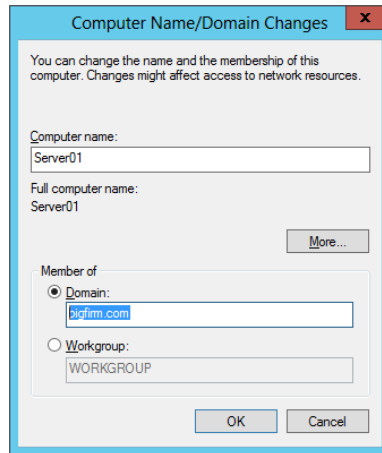 Computer Name/Domain Changes
x
You can change the name and the membership of this
computer. Changes might affect access to network resources.
Computer name:
Server01
Full computer name:
Server01
More...
Member of
Domain:
bigfirm.com
Workgroup:
WORKGROUP
OK Cancel